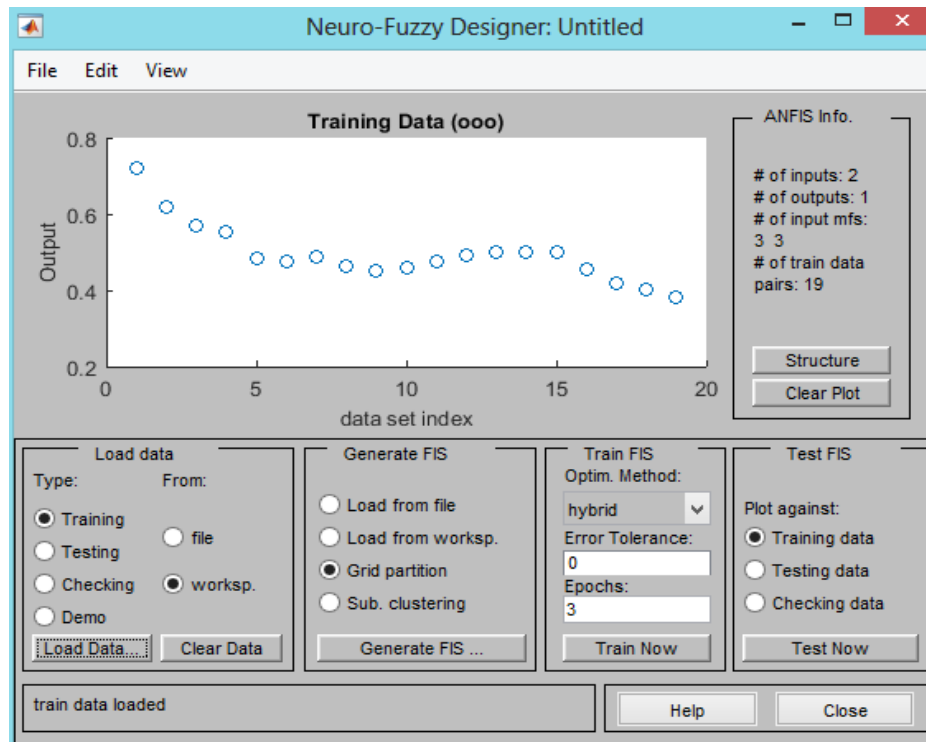 Neuro-Fuzzy Designer: Untitled
File Edit View
Training Data (ooo)
0.8
0.6
0.4
0.2
Output
0 5 10 15 20
data set index
ANFIS Info.
# of inputs: 2
# of outputs: 1
# of input mfs:
3 3
# of train data
pairs: 19
Structure
Clear Plot
Load data
Type: From:
Training
file
Testing
Checking
worksp.
Demo
Load Data... Clear Data
Generate FIS
Load from file
Load from worksp.
Grid partition
Sub. clustering
Generate FIS ...
Train FIS
Optim. Method:
hybrid
Error Tolerance:
0
Epochs:
3
Train Now
Test FIS
Plot against:
Training data
Testing data
Checking data
Test Now
train data loaded
Help
Close